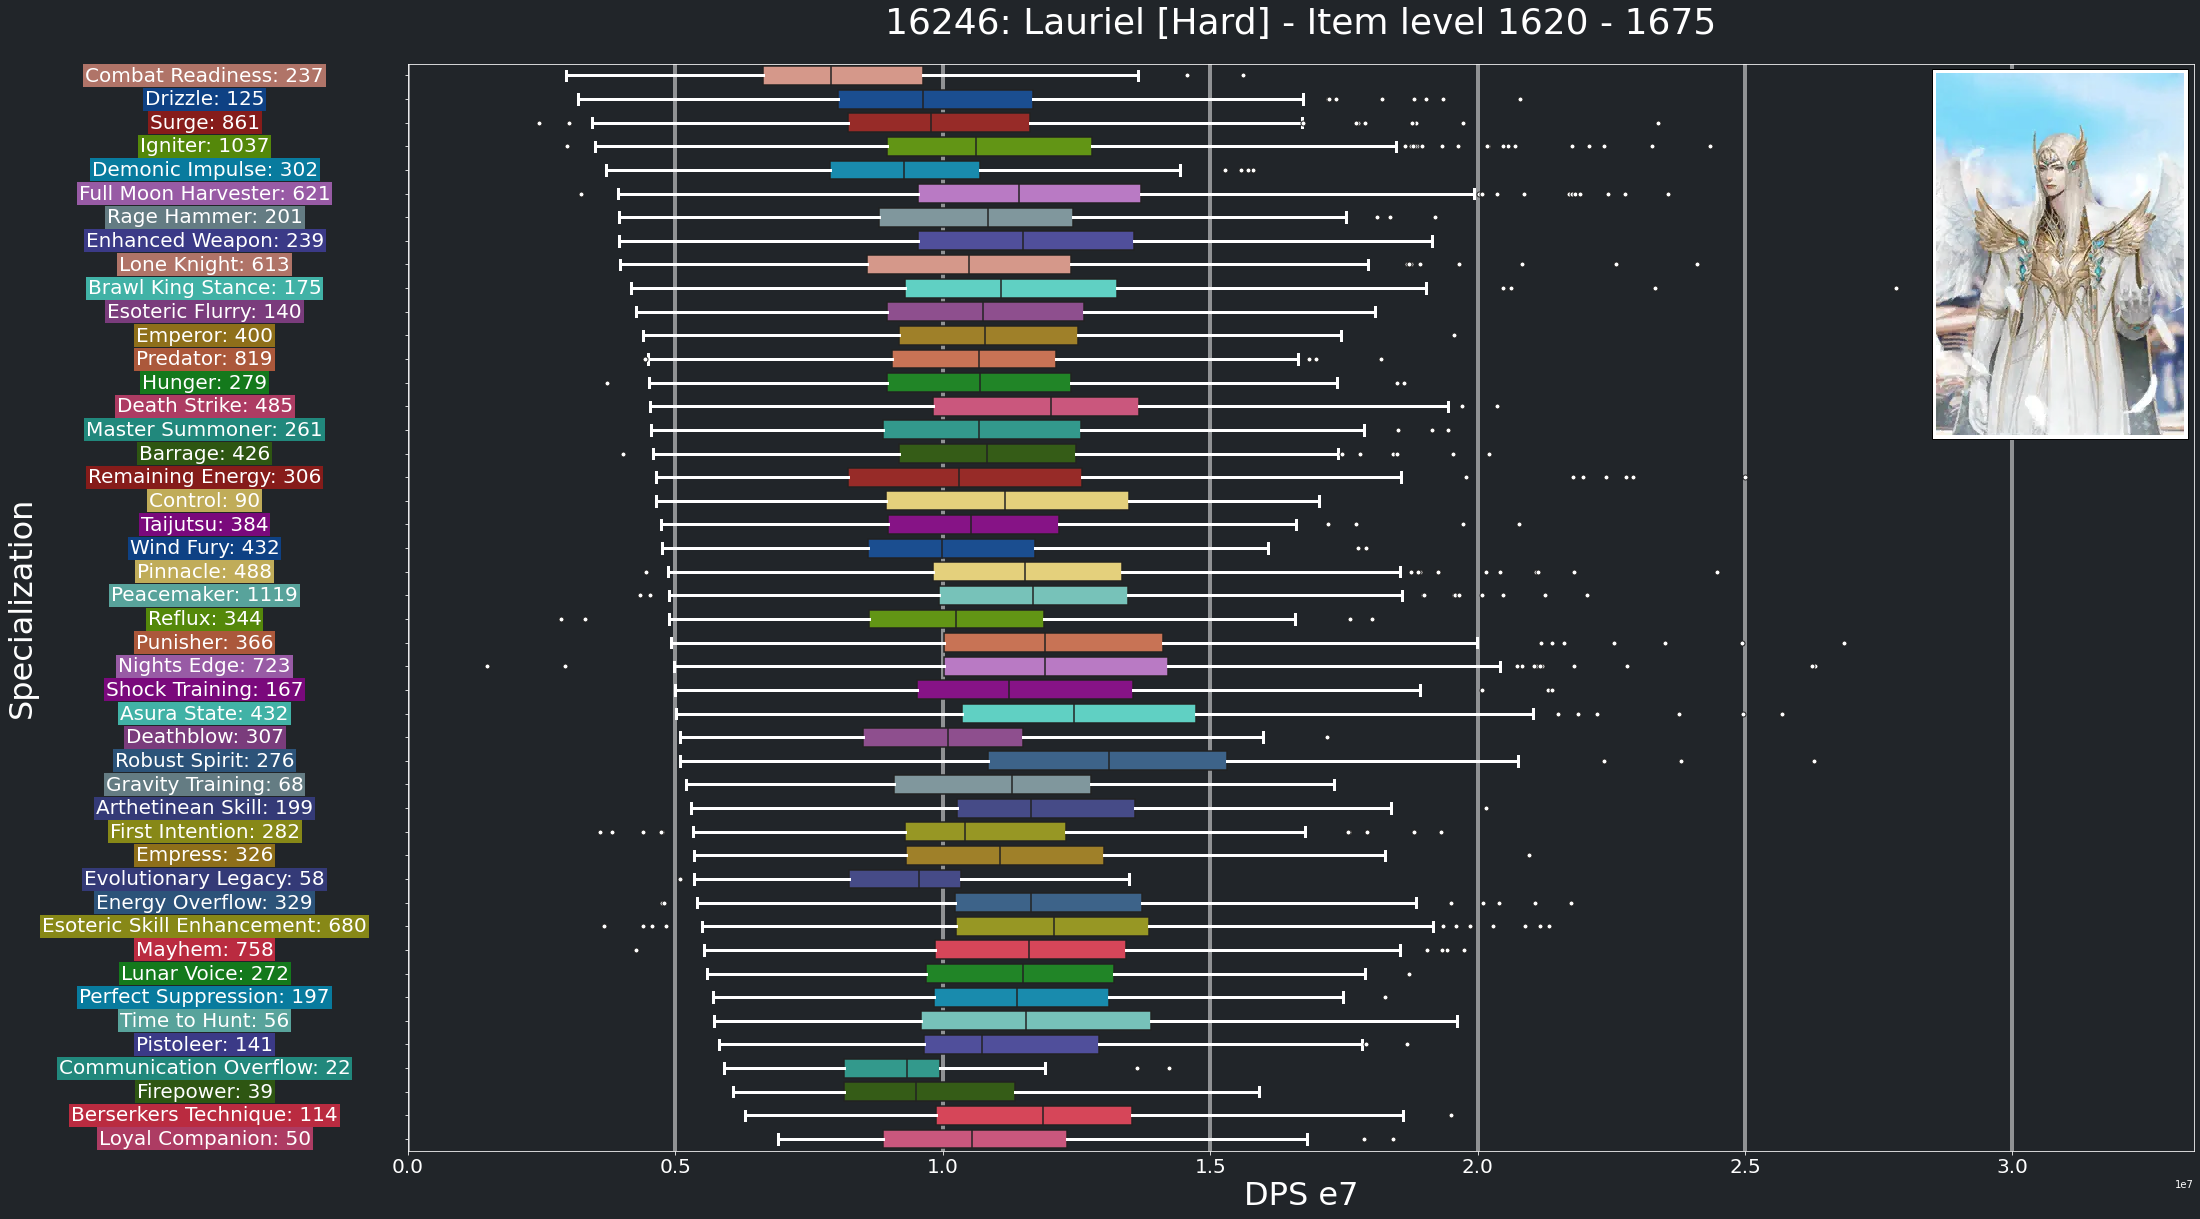 16246: Lauriel [Hard] - Item level 1620 - 1675
Combat Readiness: 237
Drizzle: 125
Surge: 861
Igniter: 1037
Demonic Impulse: 302
Full Moon Harvester: 621
Rage Hammer: 201
Enhanced Weapon: 239
Lone Knight: 613
Brawl King Stance: 175
Esoteric Flurry: 140
Emperor: 400
Predator: 819
Hunger: 279
Death Strike: 485
Master Summoner: 261
Barrage: 426
Remaining Energy: 306
Control: 90
Taijutsu: 384
Wind Fury: 432
Pinnacle: 488
Peacemaker: 1119
Reflux: 344
Punisher: 366
Nights Edge: 723
Shock Training: 167
Asura State: 432
Deathblow: 307
Robust Spirit: 276
Gravity Training: 68
Arthetinean Skill: 199
First Intention: 282
Empress: 326
Evolutionary Legacy: 58
Energy Overflow: 329
Esoteric Skill Enhancement: 680
Mayhem: 758
Lunar Voice: 272
Perfect Suppression: 197
Time to Hunt: 56
Pistoleer: 141
Communication Overflow: 22
Firepower: 39
Berserkers Technique: 114
Loyal Companion: 50
Specialization
0.0 0.5 1.0 1.5 2.0 2.5 3.0
DPS e7
1e7